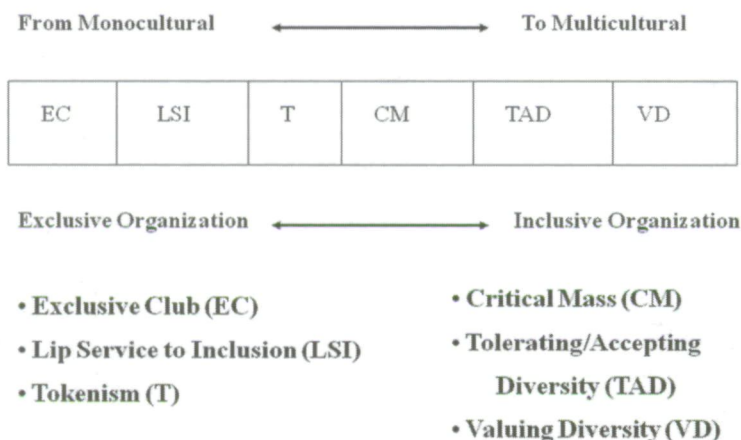 From Monocultural To Multicultural
EC LSI T CM TAD VD
Exclusive Organization Inclusive Organization
• Exclusive Club (EC)
• Lip Service to Inclusion (LSI)
• Tokenism (T)
• Critical Mass (CM)
• Tolerating/Accepting
Diversity (TAD)
• Valuing Diversity (VD)